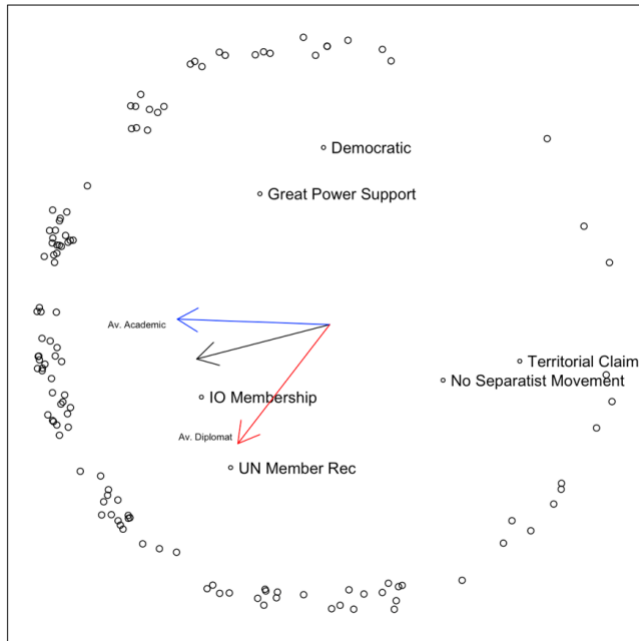 Democratic
Great Power Support
Av. Academic
Territorial Claim
No Separatist Movement
IO Membership
Av. Diplomat
UN Member Rec